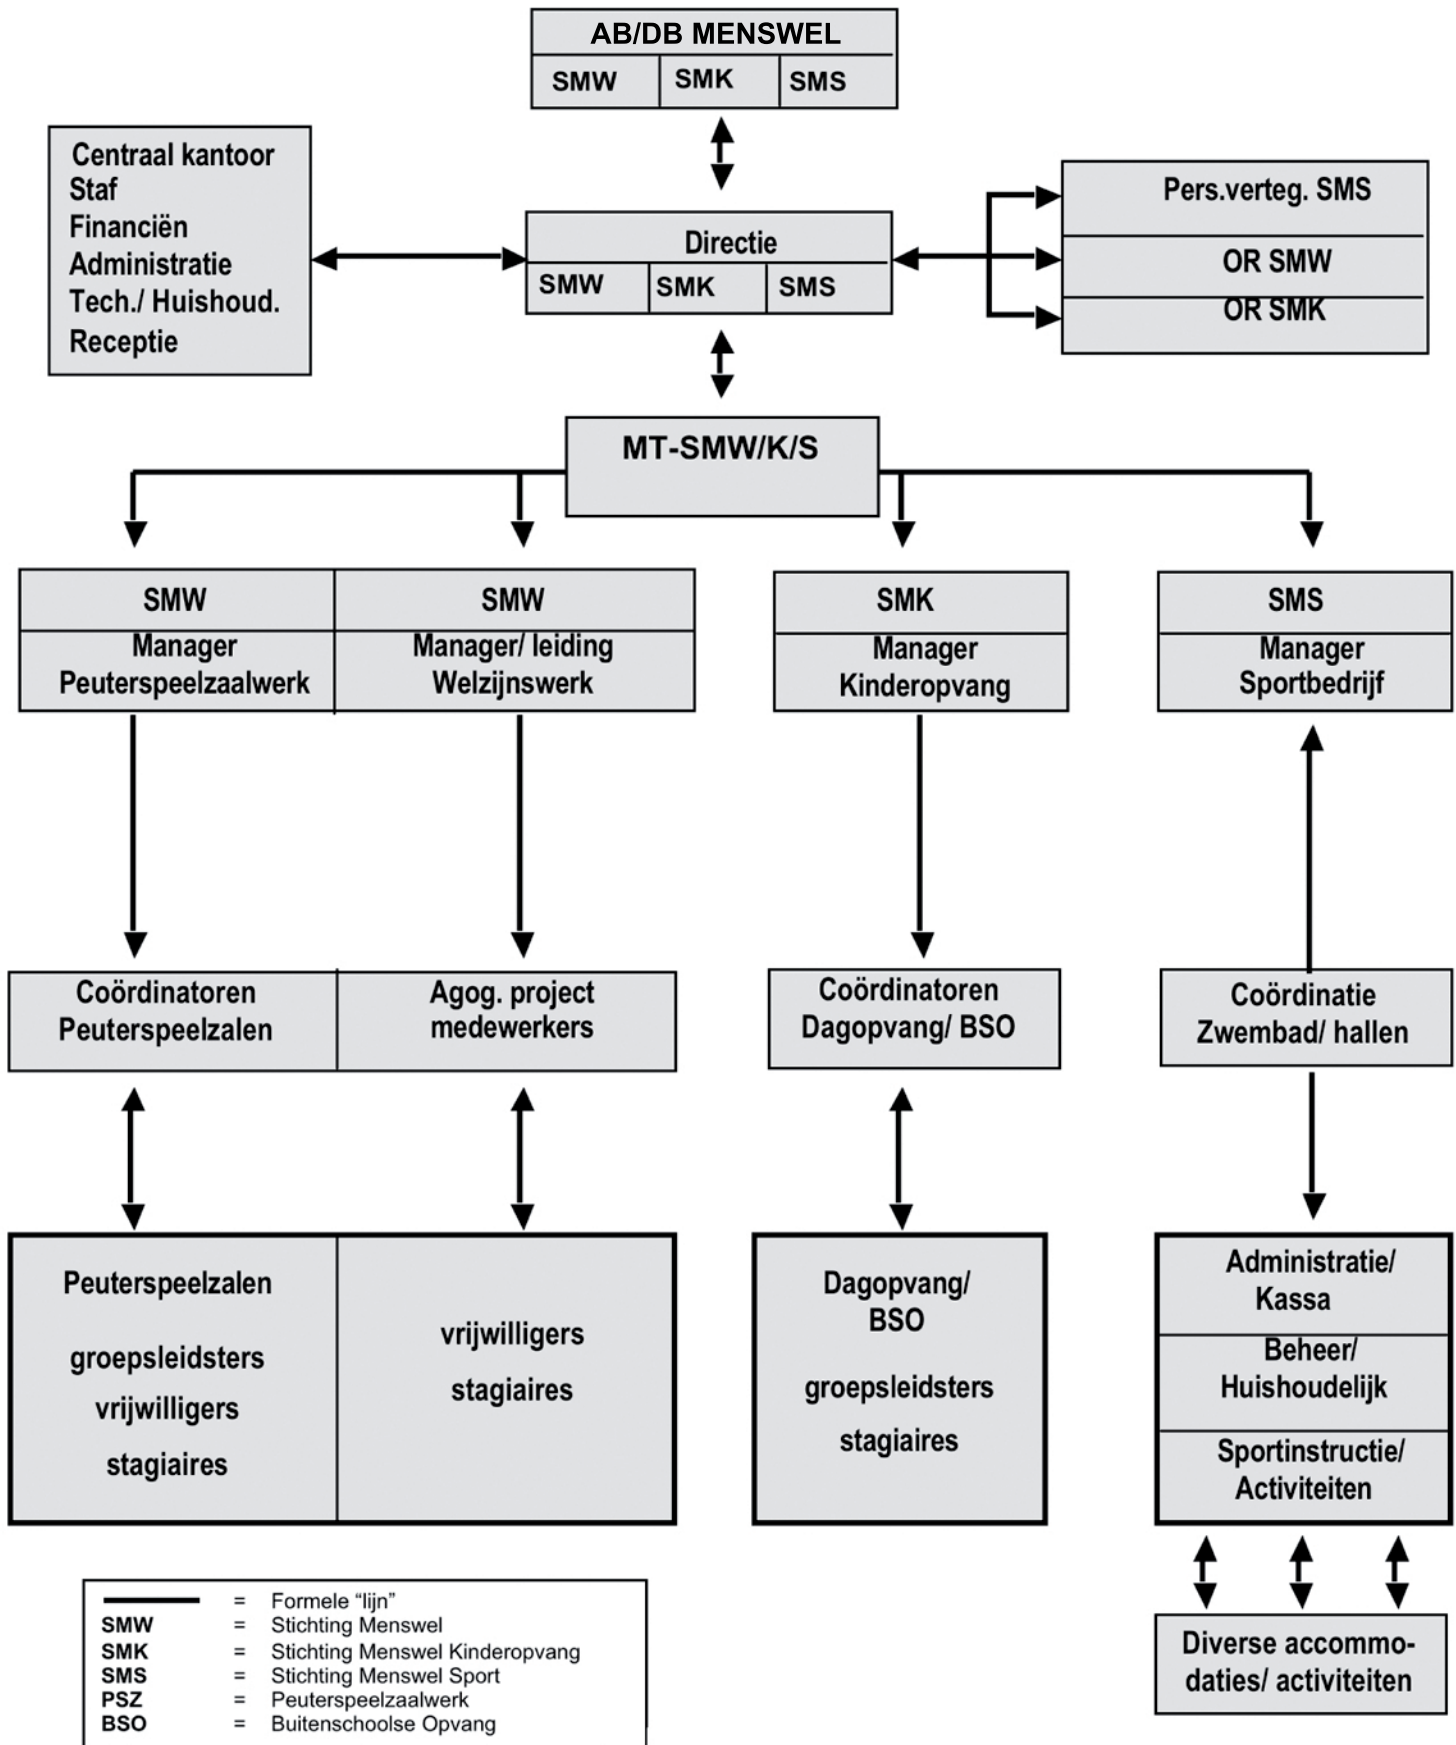 AB/DB MENSWEL
SMW
SMK
SMS
Centraal kantoor
Staf
Financiën
Administratie
Tech./ Huishoud.
Receptie
Directie
SMW
SMK
SMS
Pers.verteg. SMS
OR SMW
OR SMK
MT-SMW/K/S
SMW
Manager
Peuterspeelzaalwerk
SMW
Manager/ leiding
Welzijnswerk
SMK
Manager
Kinderopvang
SMS
Manager
Sportbedrijf
Coördinatoren
Peuterspeelzalen
Agog. project
medewerkers
Coördinatoren
Dagopvang/ BSO
Coördinatie
Zwembad/ hallen
Peuterspeelzalen
groepsleidsters
vrijwilligers
stagiaires
vrijwilligers
stagiaires
Dagopvang/
BSO
groepsleidsters
stagiaires
Administratie/
Kassa
Beheer/
Huishoudelijk
Sportinstructie/
Activiteiten
Diverse accommo-
daties/ activiteiten
= Formele “lijn”
SMW = Stichting Menswel
SMK = Stichting Menswel Kinderopvang
SMS = Stichting Menswel Sport
PSZ = Peuterspeelzaalwerk
BSO = Buitenschoolse Opvang